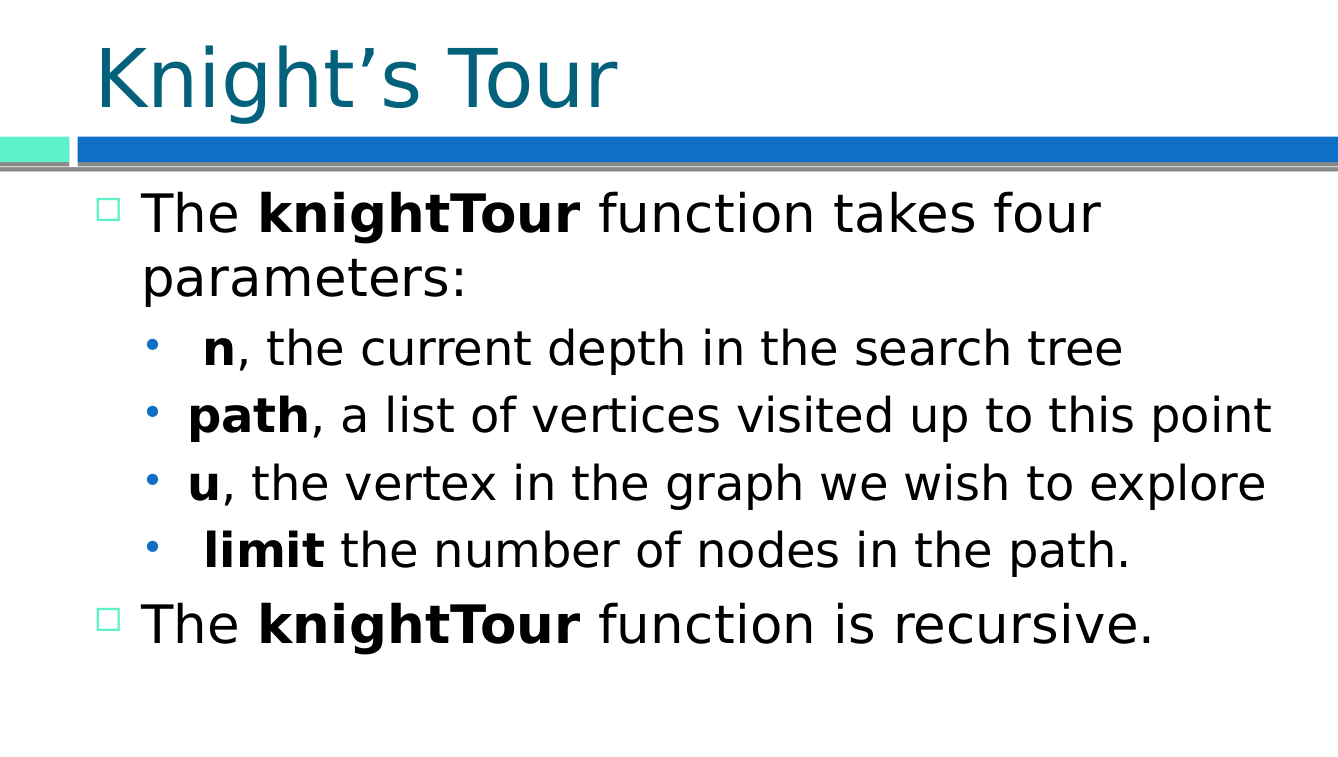 Knight’s Tour
The knightTour function takes four
parameters:
n, the current depth in the search tree
path, a list of vertices visited up to this point
u, the vertex in the graph we wish to explore
limit the number of nodes in the path.
The knightTour function is recursive.